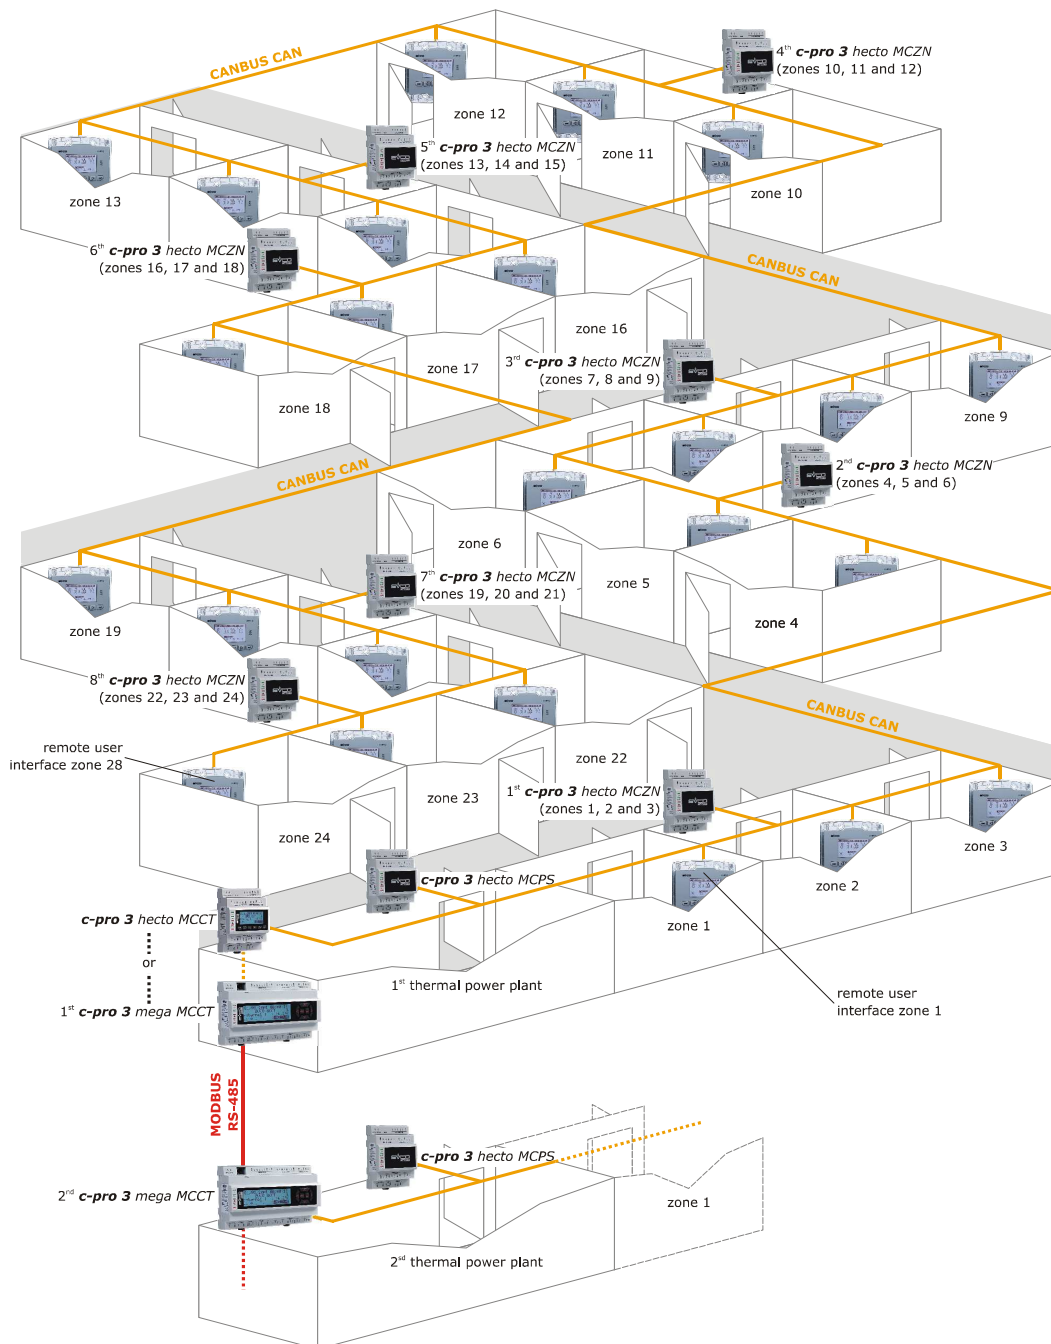 CANBUS CAN
4th c-pro 3 hecto MCZN
(zones 10, 11 and 12)
zone 12
5th c-pro 3 hecto MCZN
(zones 13, 14 and 15)
zone 11
zone 13
zone 10
6th c-pro 3 hecto MCZN
(zones 16, 17 and 18)
CANBUS CAN
zone 16
3rd c-pro 3 hecto MCZN
(zones 7, 8 and 9)
zone 17
zone 18
zone 9
CANBUS CAN
2nd c-pro 3 hecto MCZN
(zones 4, 5 and 6)
zone 6
zone 5
7th c-pro 3 hecto MCZN
(zones 19, 20 and 21)
zone 19
zone 4
8th c-pro 3 hecto MCZN
(zones 22, 23 and 24)
CANBUS CAN
remote user
interface zone 28
zone 22
1st c-pro 3 hecto MCZN
(zones 1, 2 and 3)
zone 23
zone 24
zone 3
zone 2
c-pro 3 hecto MCPS
c-pro 3 hecto MCCT
zone 1
or
1st thermal power plant
remote user
interface zone 1
1st c-pro 3 mega MCCT
MODBUS
RS-485
c-pro 3 hecto MCPS
2nd c-pro 3 mega MCCT
zone 1
2sd thermal power plant